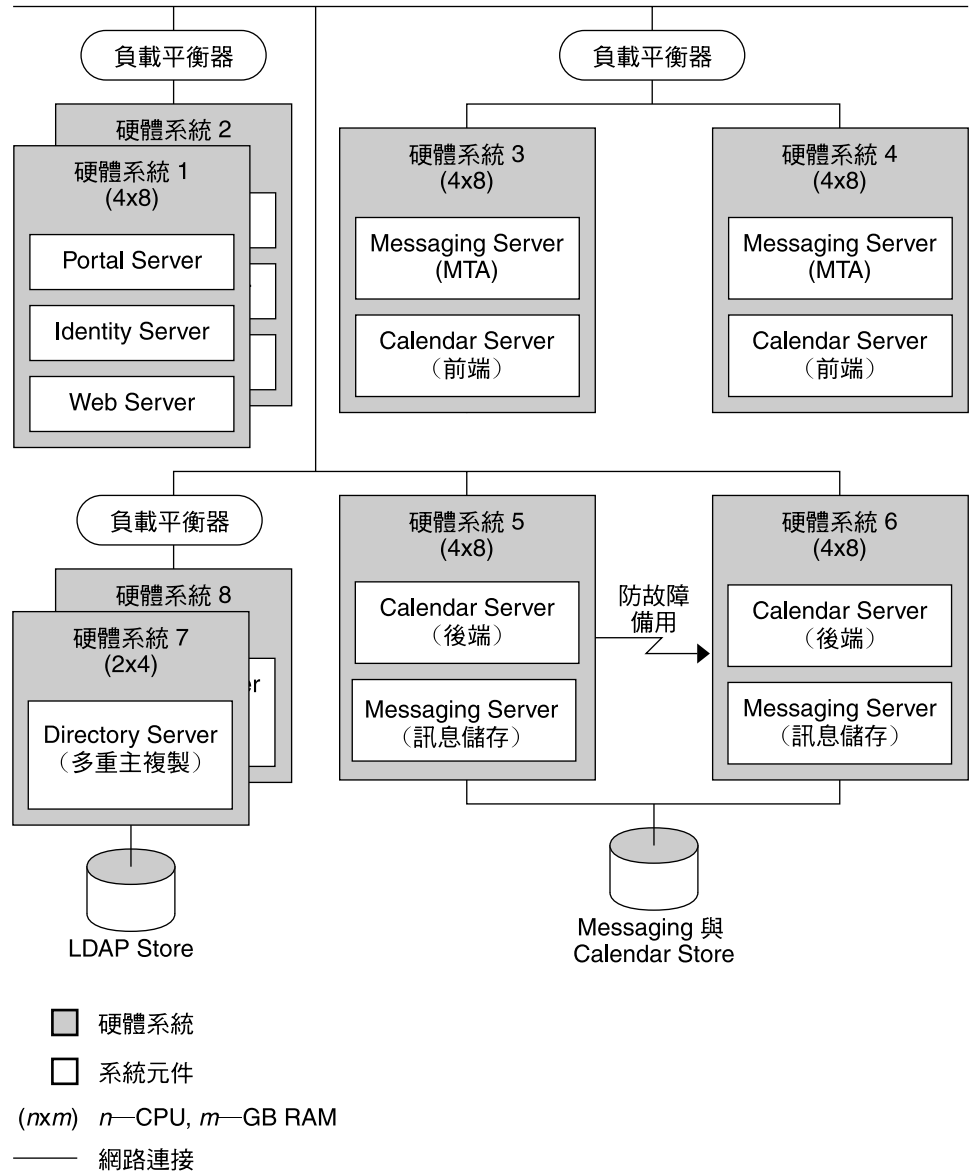 負載平衡器
負載平衡器
硬體系統 2
硬體系統 1
(4x8)
Portal Server
Identity Server
Web Server
硬體系統 3
(4x8)
Messaging Server
(MTA)
Calendar Server
（前端）
硬體系統 4
(4x8)
Messaging Server
(MTA)
Calendar Server
（前端）
負載平衡器
硬體系統 8
硬體系統 7
(2x4)
Directory Server
（多重主複製）
LDAP Store
硬體系統 5
(4x8)
Calendar Server
（後端）
Messaging Server
（訊息儲存）
防故障
備用
硬體系統 6
(4x8)
Calendar Server
（後端）
Messaging Server
（訊息儲存）
Messaging 與
Calendar Store
硬體系統
系統元件
(nxm) n—CPU, m—GB RAM
網路連接